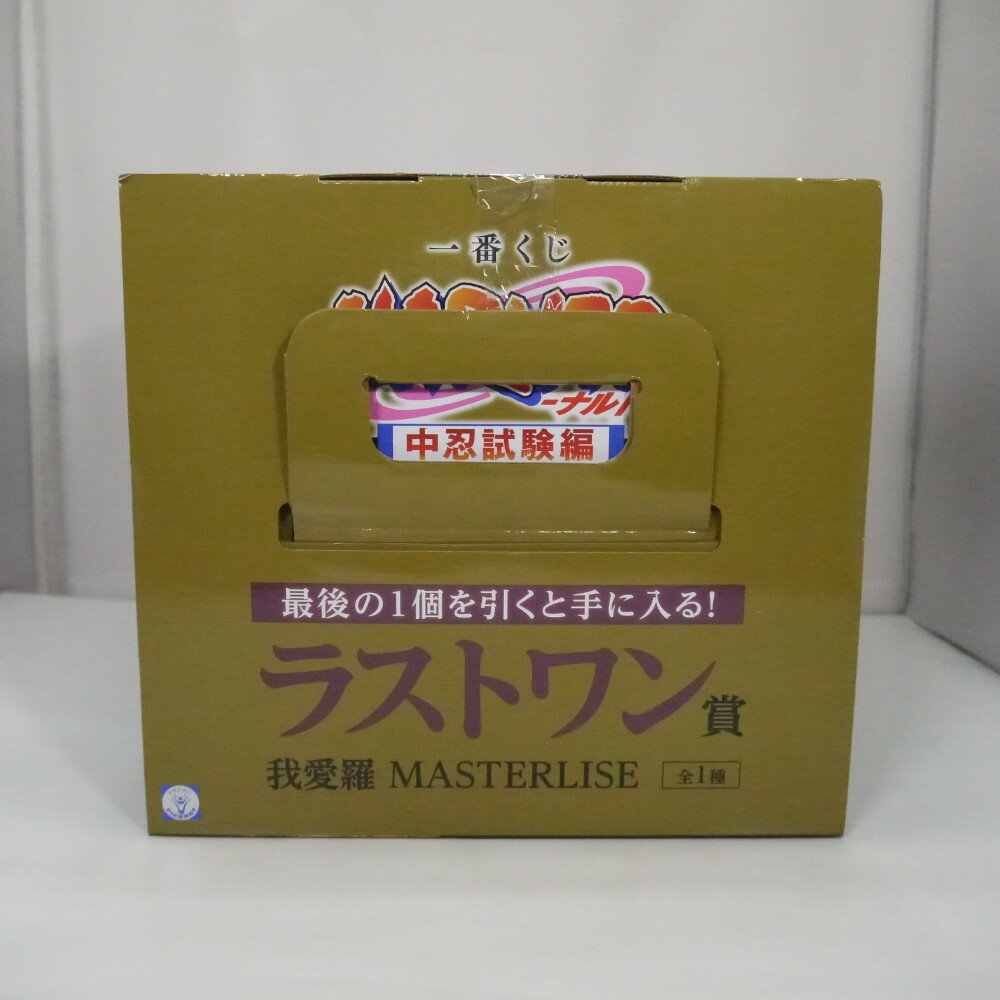 一番くじ
ーナルト
中忍試験編
最後の1個を引くと手に入る!
ラストワン賞
我愛羅 MASTERLISE 全1種